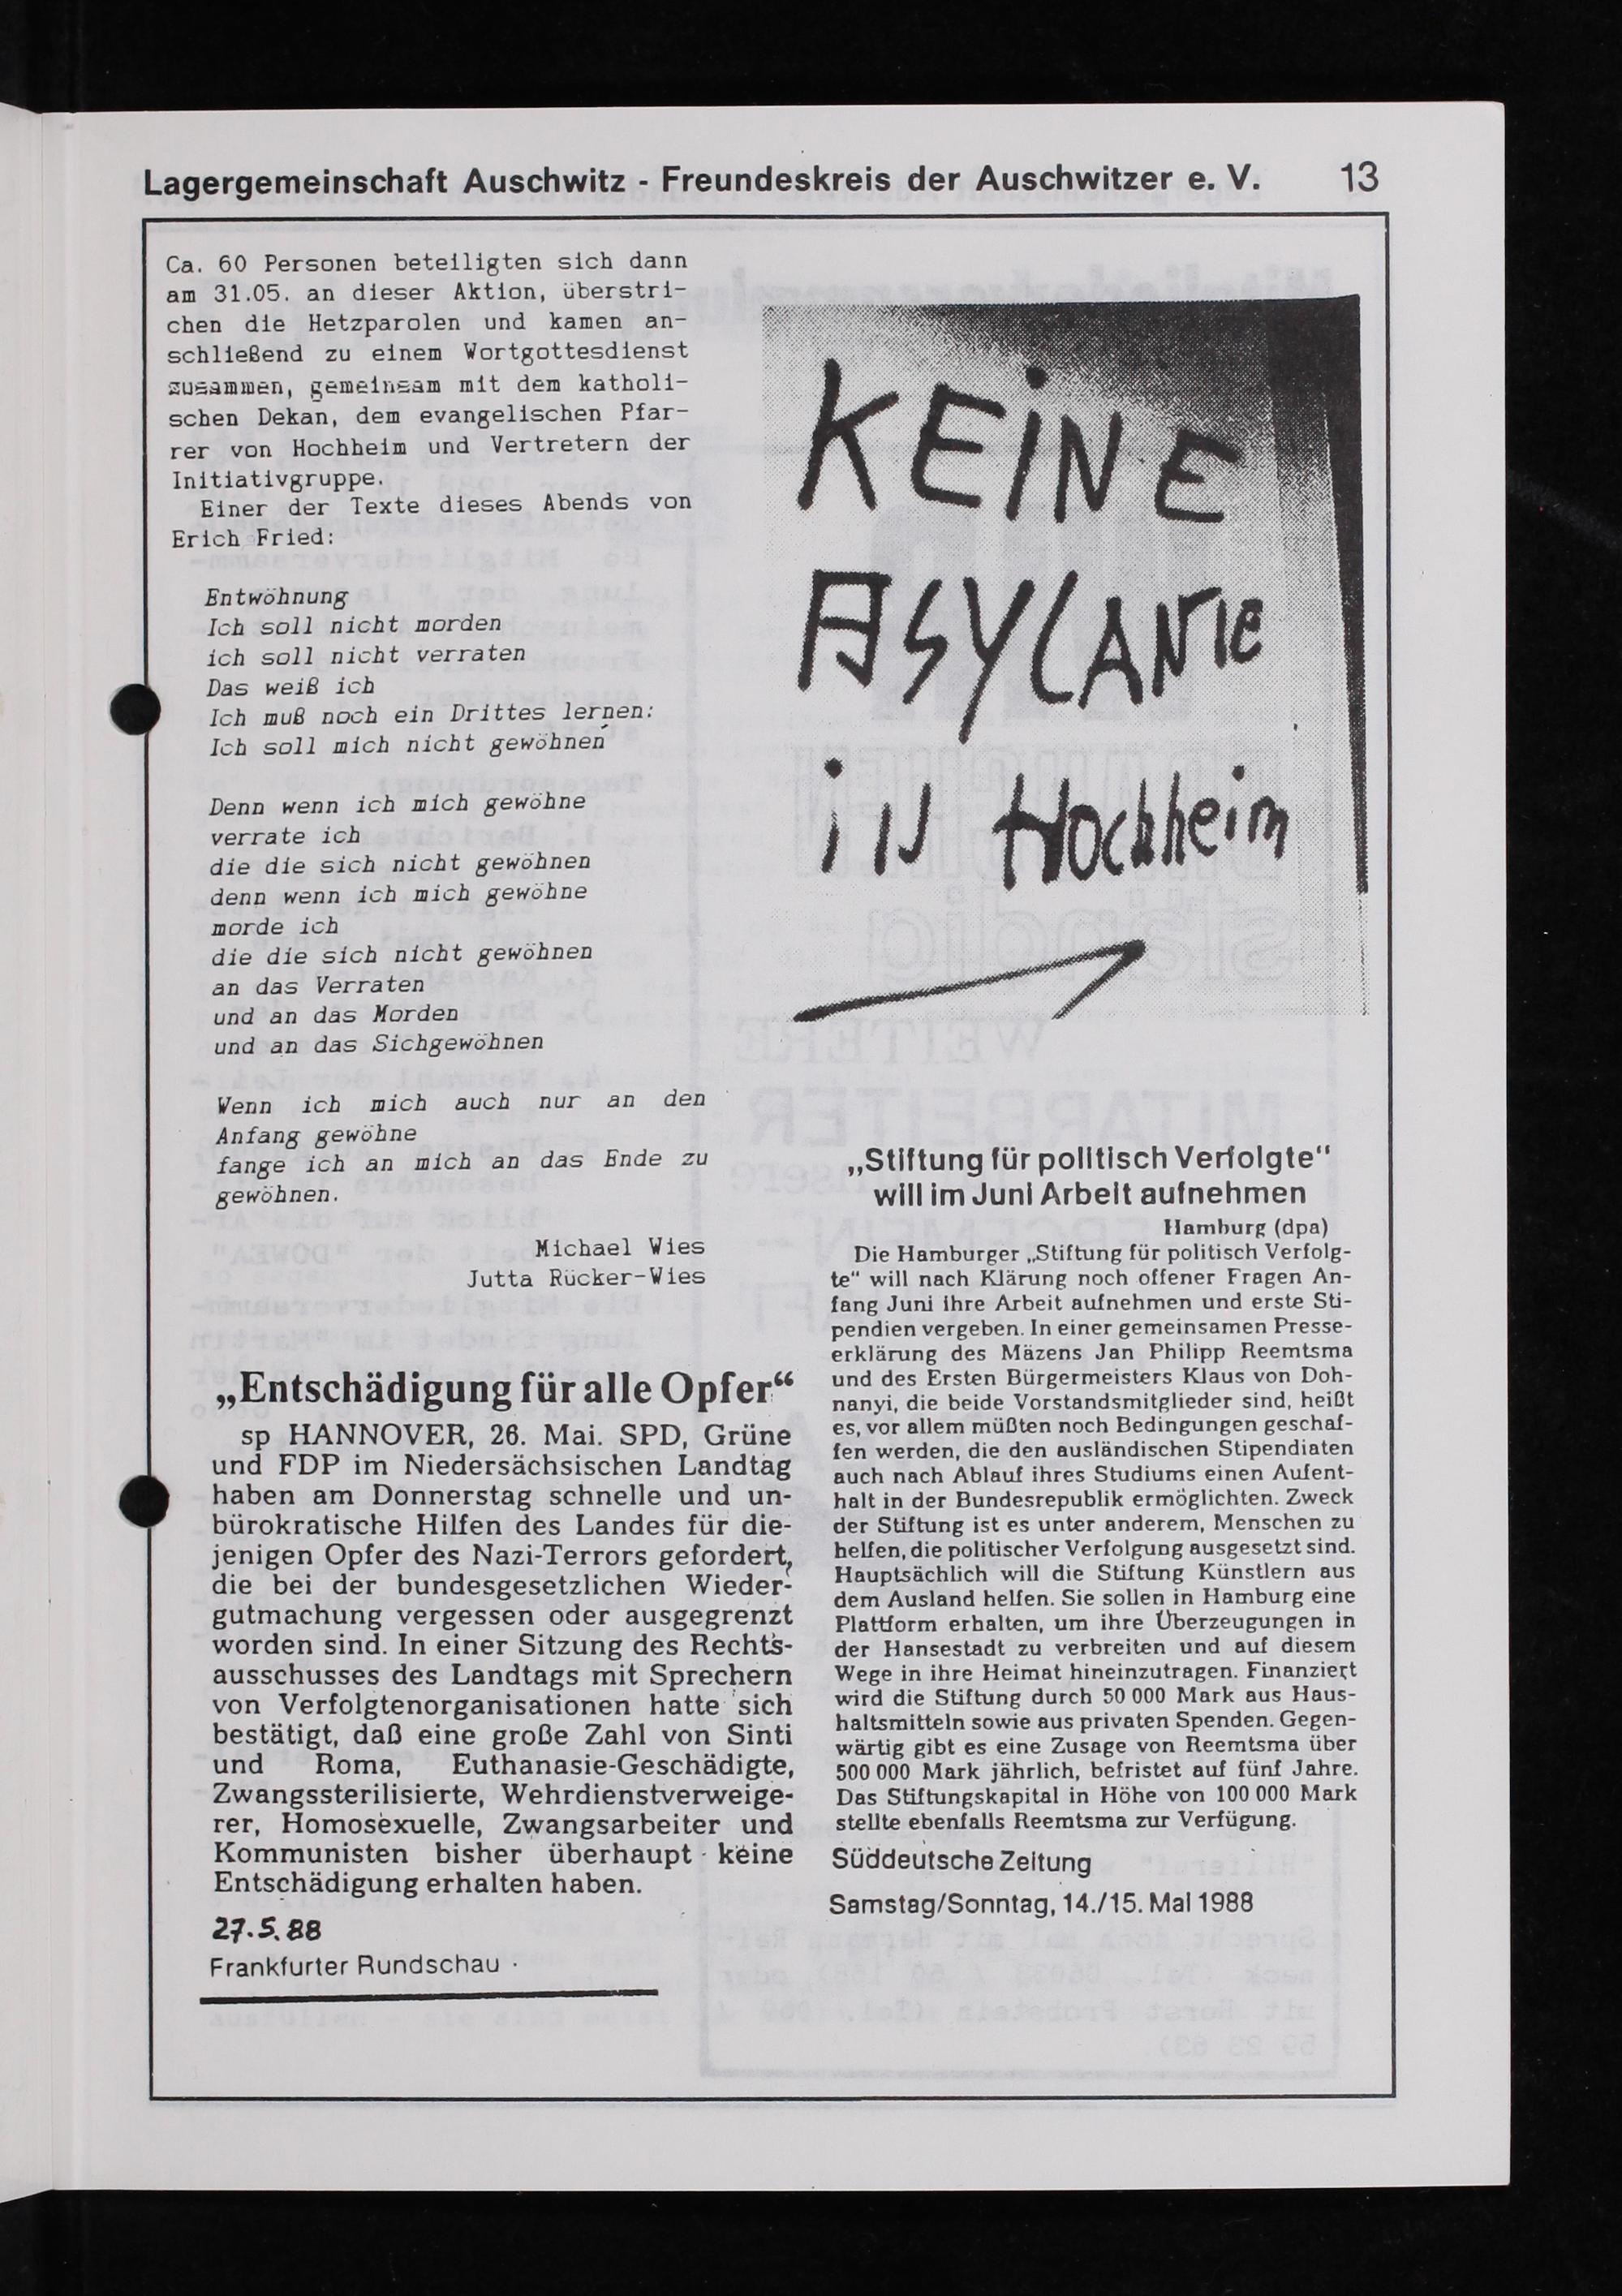 Lagergemeinschaft Auschwitz - Freundeskreis der Auschwitzer e. V. 13
Ca. 60 Personen beteiligten sich dann
am 31.05. an dieser Aktion, überstri-
chen die Hetzparolen und kamen an-
schließend zu einem Wortgottesdienst
zusammen, gemeinsam mit dem katholi-
schen Dekan, dem evangelischen Pfar-
rer von Hochheim und Vertretern der
Initiativgruppe.
Einer der Texte dieses Abends von
Erich Fried:
Entwöhnung
Ich soll nicht morden
ich soll nicht verraten
Das weiß ich
Ich muß noch ein Drittes lernen:
Ich soll mich nicht gewöhnen
Denn wenn ich mich gewöhne
verrate ich
die die sich nicht gewöhnen
denn wenn ich mich gewöhne
morde ich
die die sich nicht gewöhnen
an das Verraten
und an das Morden
und an das Sichgewöhnen
Wenn ich mich auch nur an den
Anfang gewöhne
fange ich an mich an das Ende zu
gewöhnen.
Michael Wies
Jutta Rücker-Wies
„Entschädigung für alle Opfer“
sp HANNOVER, 26. Mai. SPD, Grüne
und FDP im Niedersächsischen Landtag
haben am Donnerstag schnelle und un-
bürokratische Hilfen des Landes für die-
jenigen Opfer des Nazi-Terrors gefordert,
die bei der bundesgesetzlichen Wieder-
gutmachung vergessen oder ausgegrenzt
worden sind. In einer Sitzung des Rechts-
ausschusses des Landtags mit Sprechern
von Verfolgtenorganisationen hatte sich
bestätigt, daß eine große Zahl von Sinti
und Roma, Euthanasie-Geschädigte,
Zwangssterilisierte, Wehrdienstverweige-
rer, Homosexuelle, Zwangsarbeiter und
Kommunisten bisher überhaupt keine
Entschädigung erhalten haben.
27.5.88
Frankfurter Rundschau
KEINE
ASYLANTE
iN Hochheim
„Stiftung für politisch Verfolgte“
will im Juni Arbeit aufnehmen
Hamburg (dpa)
Die Hamburger „Stiftung für politisch Verfolg-
te“ will nach Klärung noch offener Fragen An-
fang Juni ihre Arbeit aufnehmen und erste Sti-
pendien vergeben. In einer gemeinsamen Presse-
erklärung des Mäzens Jan Philipp Reemtsma
und des Ersten Bürgermeisters Klaus von Doh-
nanyi, die beide Vorstandsmitglieder sind, heißt
es, vor allem müßten noch Bedingungen geschaf-
fen werden, die den ausländischen Stipendiaten
auch nach Ablauf ihres Studiums einen Aufent-
halt in der Bundesrepublik ermöglichten. Zweck
der Stiftung ist es unter anderem, Menschen zu
helfen, die politischer Verfolgung ausgesetzt sind.
Hauptsächlich will die Stiftung Künstlern aus
dem Ausland helfen. Sie sollen in Hamburg eine
Plattform erhalten, um ihre Überzeugungen in
der Hansestadt zu verbreiten und auf diesem
Wege in ihre Heimat hineinzutragen. Finanziert
wird die Stiftung durch 50 000 Mark aus Haus-
haltsmitteln sowie aus privaten Spenden. Gegen-
wärtig gibt es eine Zusage von Reemtsma über
500 000 Mark jährlich, befristet auf fünf Jahre.
Das Stiftungskapital in Höhe von 100 000 Mark
stellte ebenfalls Reemtsma zur Verfügung.
Süddeutsche Zeitung
Samstag/Sonntag, 14./15. Mai 1988